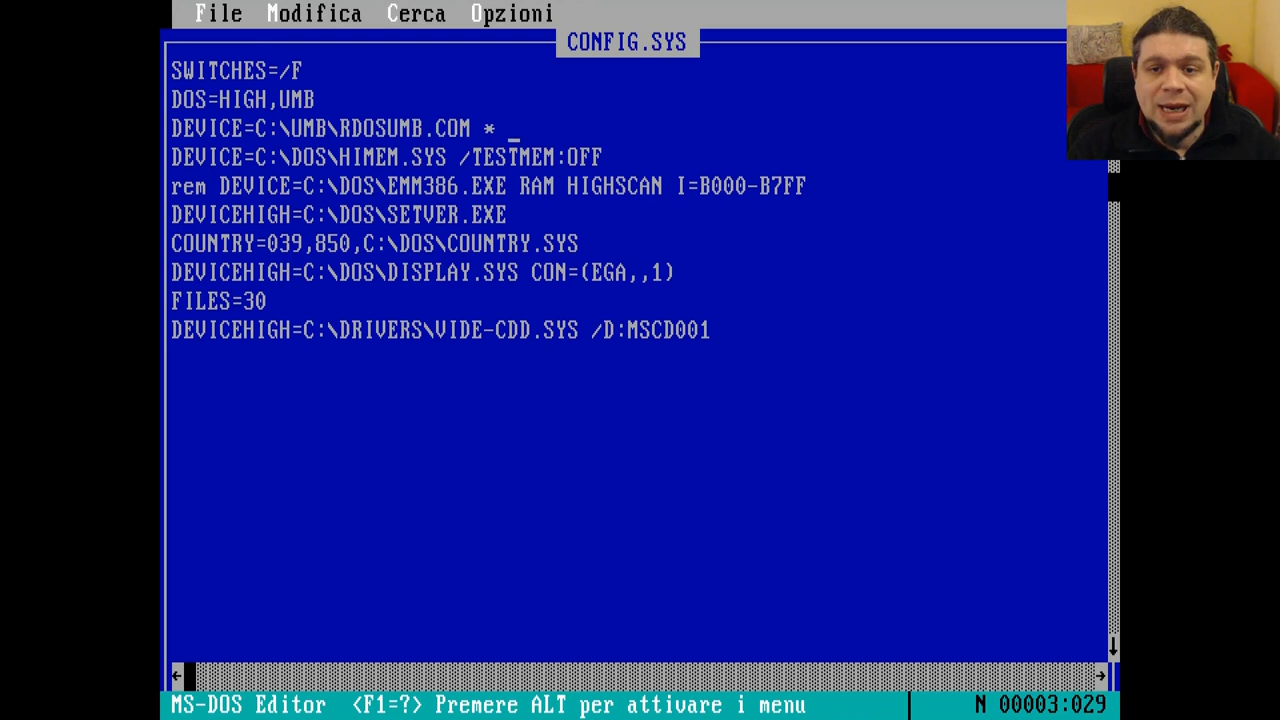 File Modifica Cerca Opzioni
CONFIG.SYS
SWITCHES=/F
DOS=HIGH,UMB
DEVICE=C:\UMB\RDOSUMB.COM * _
DEVICE=C:\DOS\HIMEM.SYS /TESTMEM:OFF
rem DEVICE=C:\DOS\EMM386.EXE RAM HIGHSCAN I=B000-B7FF
DEVICEHIGH=C:\DOS\SETVER.EXE
COUNTRY=039,850,C:\DOS\COUNTRY.SYS
DEVICEHIGH=C:\DOS\DISPLAY.SYS CON=(EGA,,1)
FILES=30
DEVICEHIGH=C:\DRIVERS\VIDE-CDD.SYS /D:MSCD001
MS-DOS Editor <F1=?> Premere ALT per attivare i menu N 00003:029